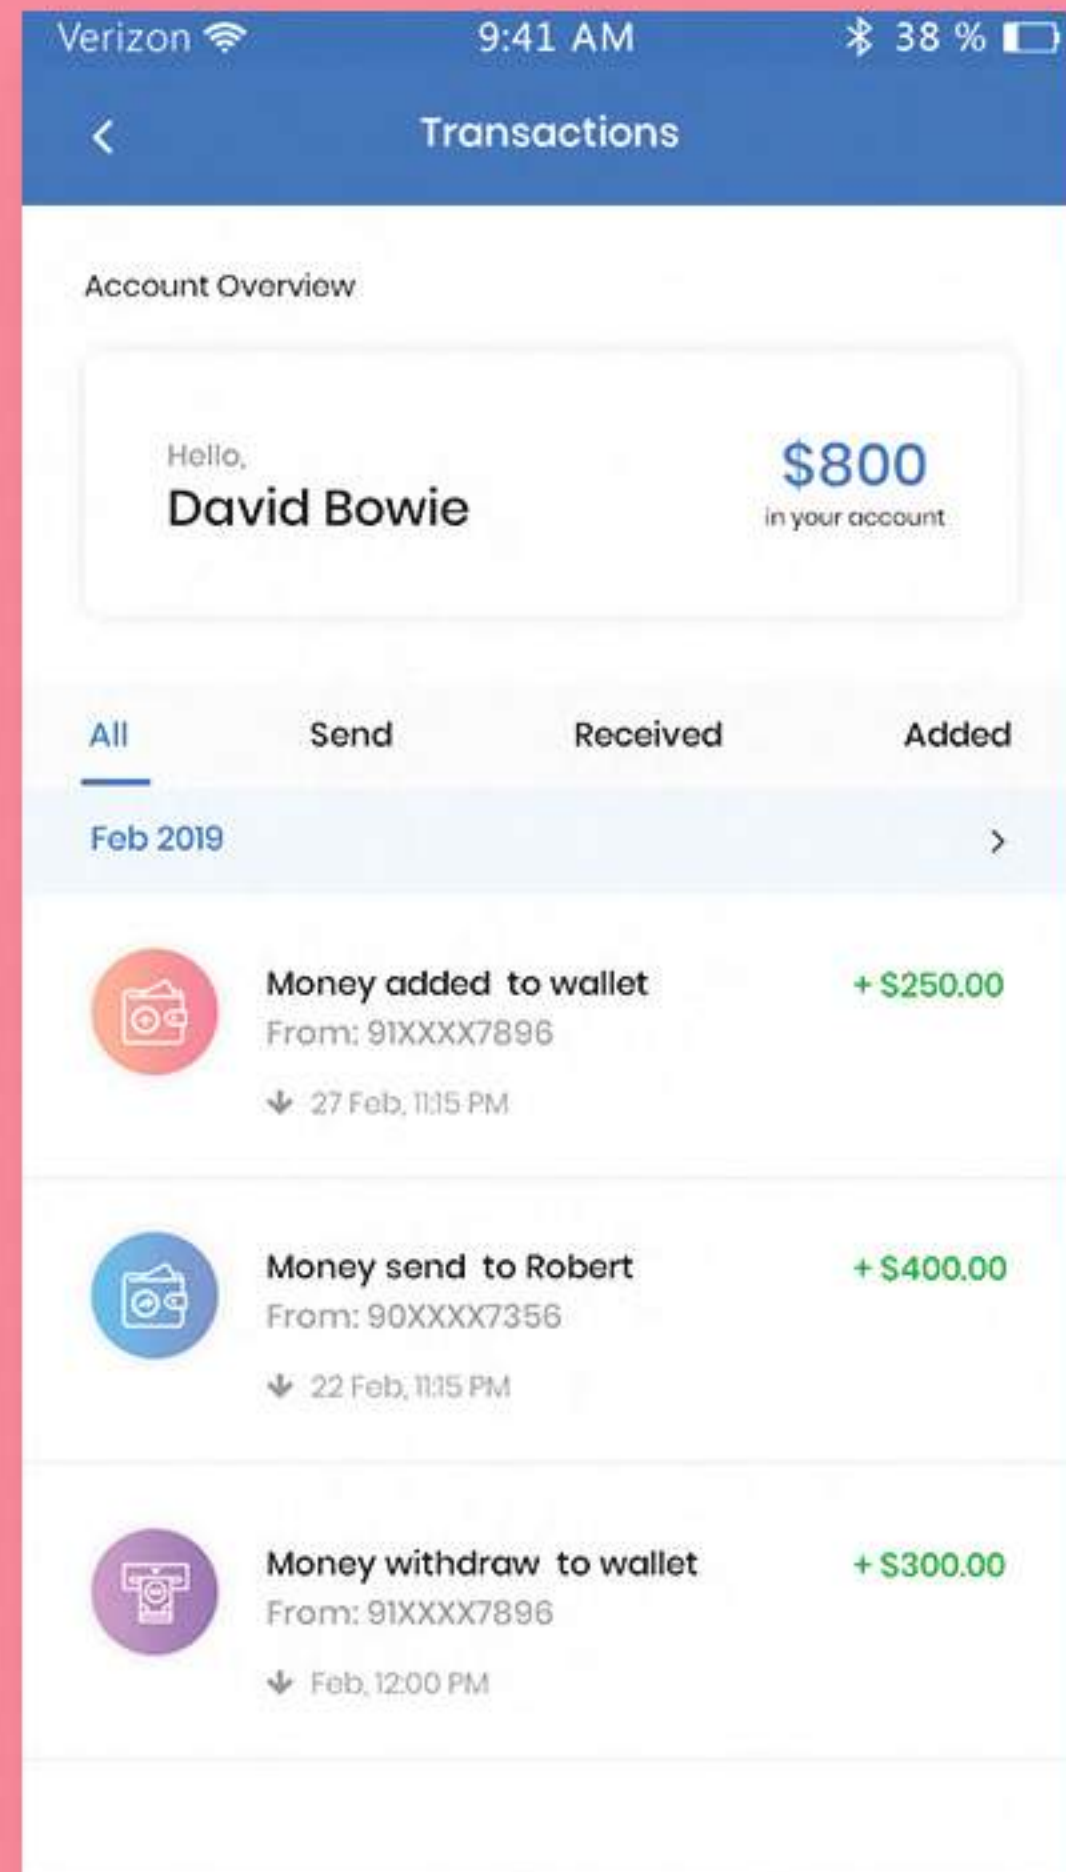 Verizon 9:41 AM 38 %
Transactions
Account Overview
Hello,
David Bowie
$800
in your account
All Send Received Added
Feb 2019
Money added to wallet + $250.00
From: 91XXXX7896
27 Feb, 11:15 PM
Money send to Robert + $400.00
From: 90XXXX7356
22 Feb, 11:15 PM
Money withdraw to wallet + $300.00
From: 91XXXX7896
Feb, 12:00 PM